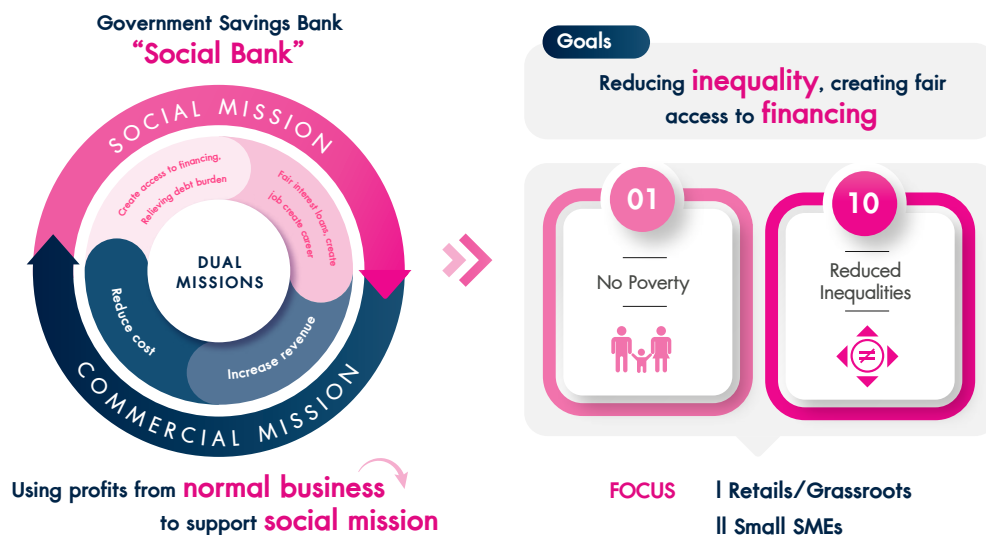 Government Savings Bank
“Social Bank”
SOCIAL MISSION
Create access to financing,
Relieving debt burden
Fair interest loans, create
job create career
DUAL
MISSIONS
Reduce cost
Increase revenue
COMMERCIAL MISSION
Using profits from normal business
to support social mission
Goals
Reducing inequality, creating fair
access to financing
01
No Poverty
10
Reduced
Inequalities
≠
FOCUS l Retails/Grassroots
ll Small SMEs